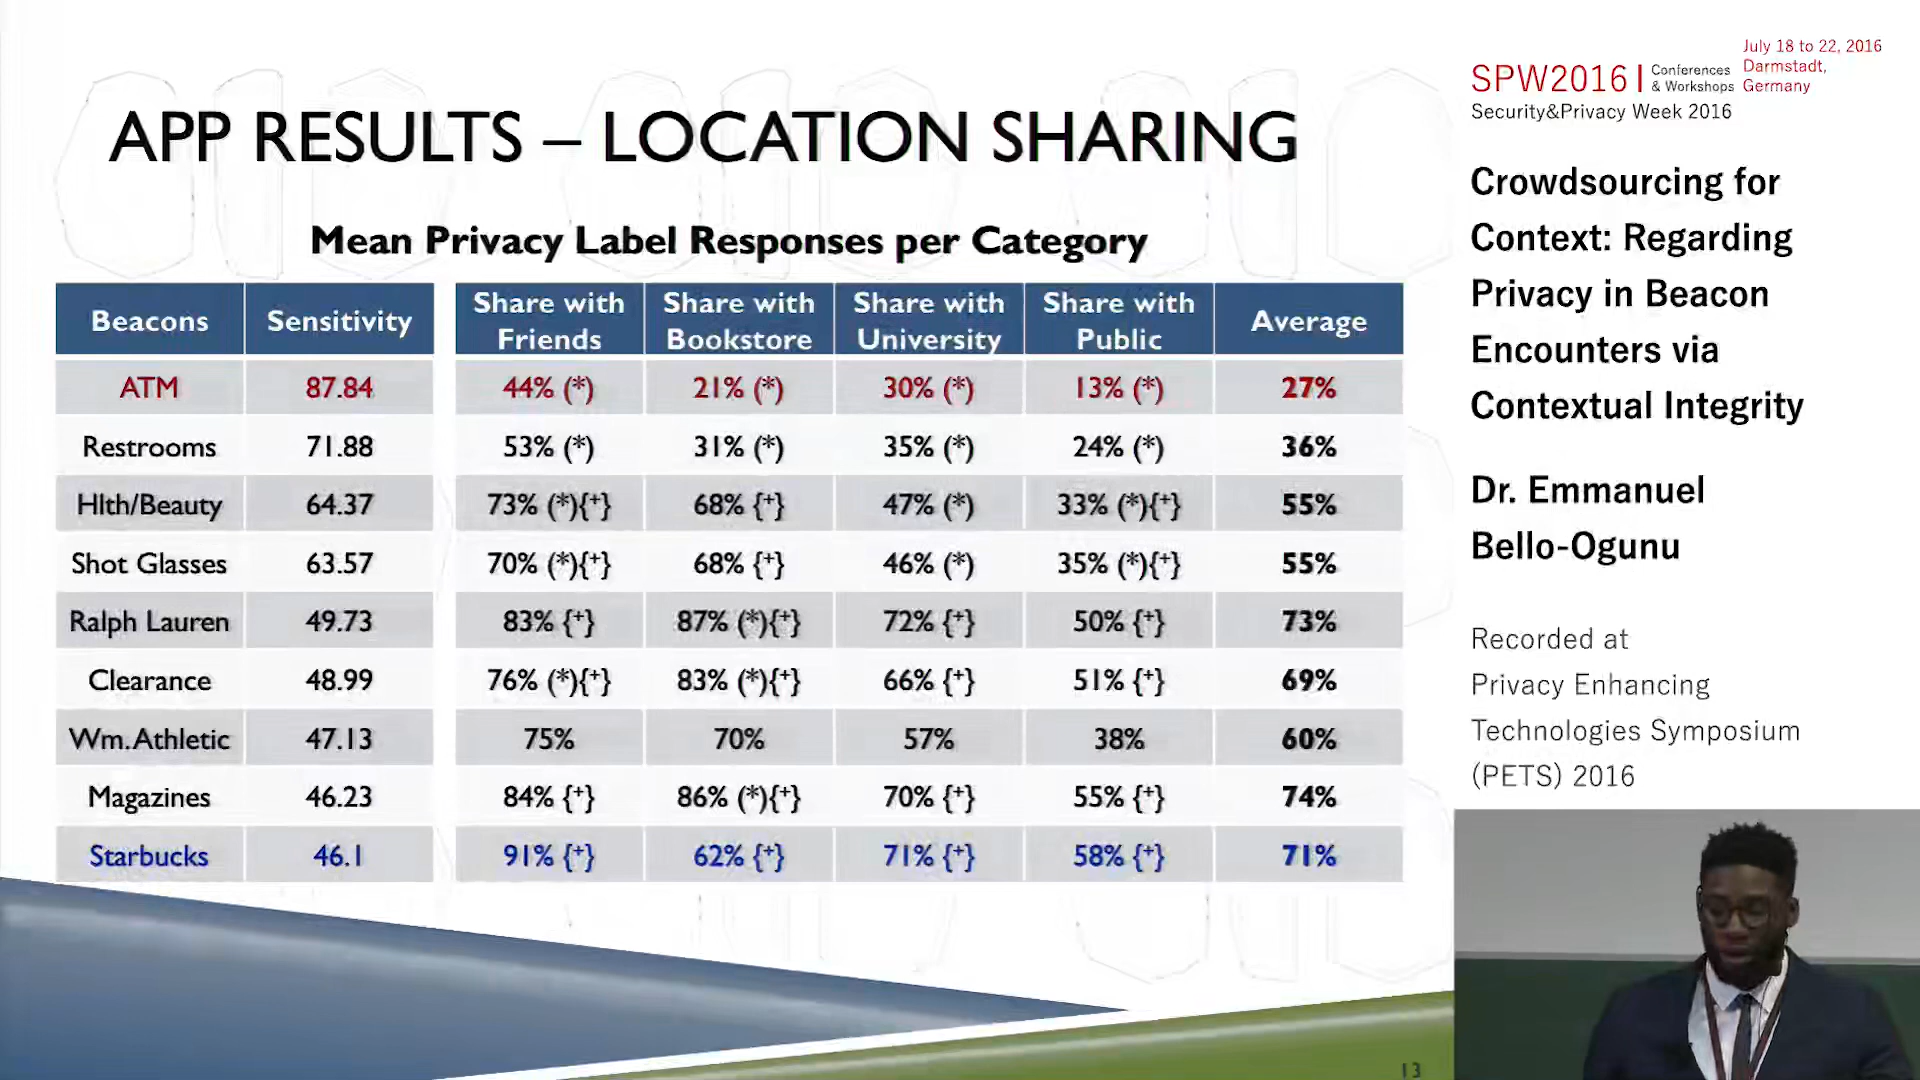 APP RESULTS – LOCATION SHARING
Mean Privacy Label Responses per Category
Beacons Sensitivity Share with Friends Share with Bookstore Share with University Share with Public Average
ATM 87.84 44% (*) 21% (*) 30% (*) 13% (*) 27%
Restrooms 71.88 53% (*) 31% (*) 35% (*) 24% (*) 36%
Hlth/Beauty 64.37 73% (*){+} 68% {+} 47% (*) 33% (*){+} 55%
Shot Glasses 63.57 70% (*){+} 68% {+} 46% (*) 35% (*){+} 55%
Ralph Lauren 49.73 83% {+} 87% (*){+} 72% {+} 50% {+} 73%
Clearance 48.99 76% (*){+} 83% (*){+} 66% {+} 51% {+} 69%
Wm.Athletic 47.13 75% 70% 57% 38% 60%
Magazines 46.23 84% {+} 86% (*){+} 70% {+} 55% {+} 74%
Starbucks 46.1 91% {+} 62% {+} 71% {+} 58% {+} 71%
13
SPW2016 | Conferences & Workshops
July 18 to 22, 2016
Darmstadt,
Germany
Security&Privacy Week 2016
Crowdsourcing for
Context: Regarding
Privacy in Beacon
Encounters via
Contextual Integrity
Dr. Emmanuel
Bello-Ogunu
Recorded at
Privacy Enhancing
Technologies Symposium
(PETS) 2016